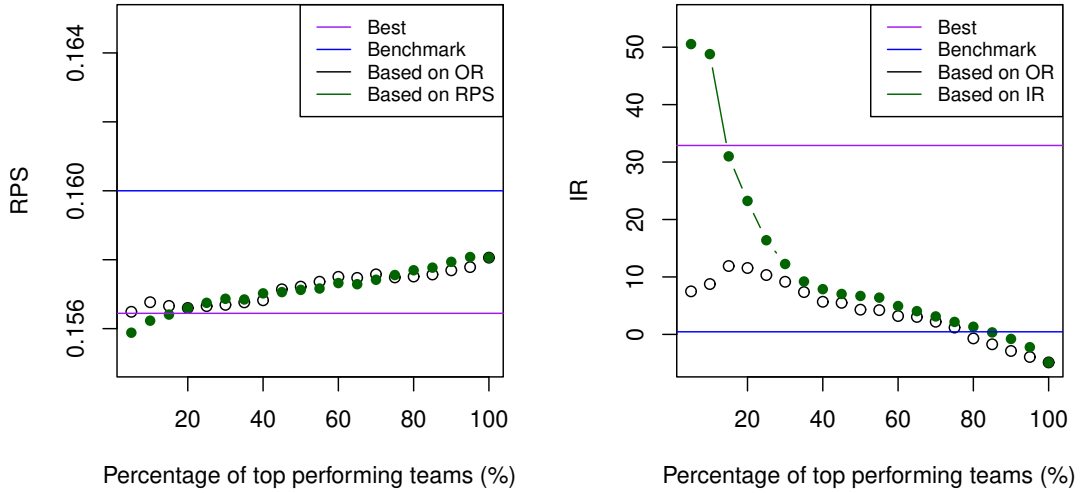 Best
Benchmark
Based on OR
Based on RPS
0.164
0.160
0.156
RPS
20 40 60 80 100
Percentage of top performing teams (%)
Best
Benchmark
Based on OR
Based on IR
50
40
30
20
10
0
IR
20 40 60 80 100
Percentage of top performing teams (%)